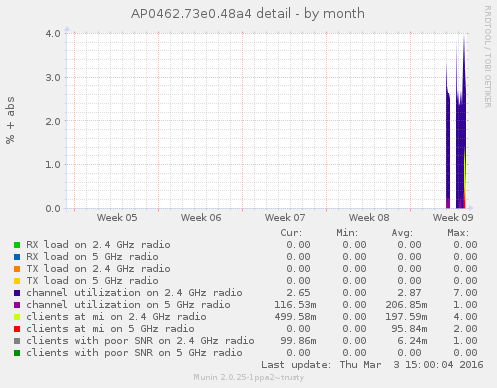 AP0462.73e0.48a4 detail - by month
RRDTOOL / TOBI OETIKER
% + abs
4.0
3.0
2.0
1.0
0.0
Week 05 Week 06 Week 07 Week 08 Week 09
Cur: Min: Avg: Max:
RX load on 2.4 GHz radio 0.00 0.00 0.00 0.00
RX load on 5 GHz radio 0.00 0.00 0.00 0.00
TX load on 2.4 GHz radio 0.00 0.00 0.00 0.00
TX load on 5 GHz radio 0.00 0.00 0.00 0.00
channel utilization on 2.4 GHz radio 2.65 0.00 2.87 7.00
channel utilization on 5 GHz radio 116.53m 0.00 206.85m 1.00
clients at mi on 2.4 GHz radio 499.58m 0.00 197.59m 4.00
clients at mi on 5 GHz radio 0.00 0.00 95.84m 2.00
clients with poor SNR on 2.4 GHz radio 99.86m 0.00 6.24m 1.00
clients with poor SNR on 5 GHz radio 0.00 0.00 0.00 0.00
Last update: Thu Mar 3 15:00:04 2016
Munin 2.0.25-1ppa2~trusty